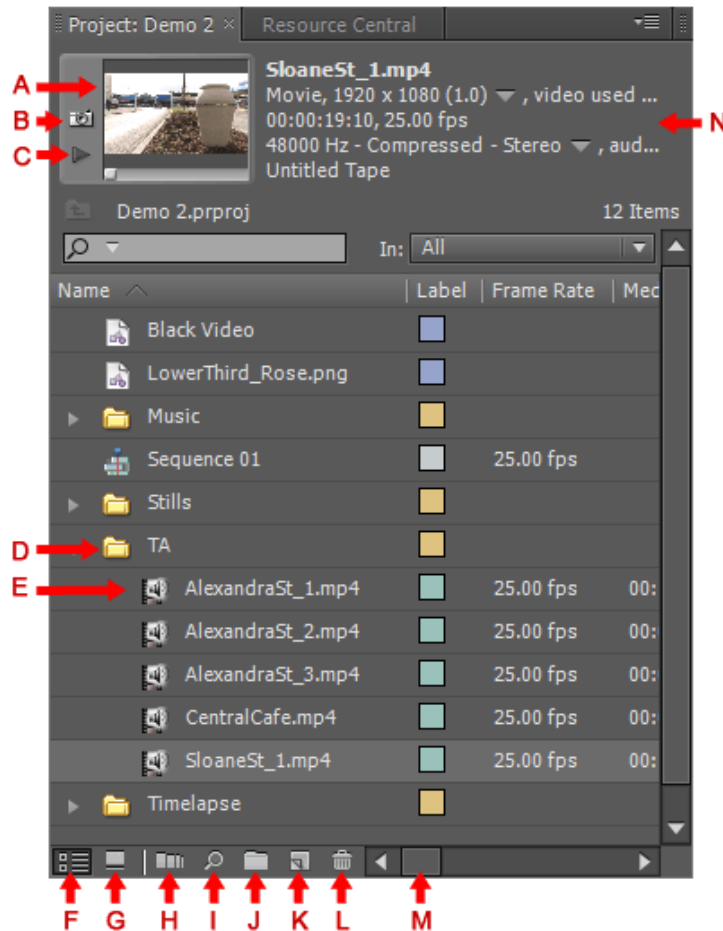 Project: Demo 2 × Resource Central
A
SloaneSt_1.mp4
Movie, 1920 x 1080 (1.0) , video used ...
B
00:00:19:10, 25.00 fps
N
C
48000 Hz - Compressed - Stereo , aud...
Untitled Tape
Demo 2.prproj 12 Items
In: All
Name Label Frame Rate Med
Black Video
LowerThird_Rose.png
Music
Sequence 01 25.00 fps
Stills
D TA
E AlexandraSt_1.mp4 25.00 fps 00:
AlexandraSt_2.mp4 25.00 fps 00:
AlexandraSt_3.mp4 25.00 fps 00:
CentralCafe.mp4 25.00 fps 00:
SloaneSt_1.mp4 25.00 fps 00:
Timelapse
F G H I J K L M